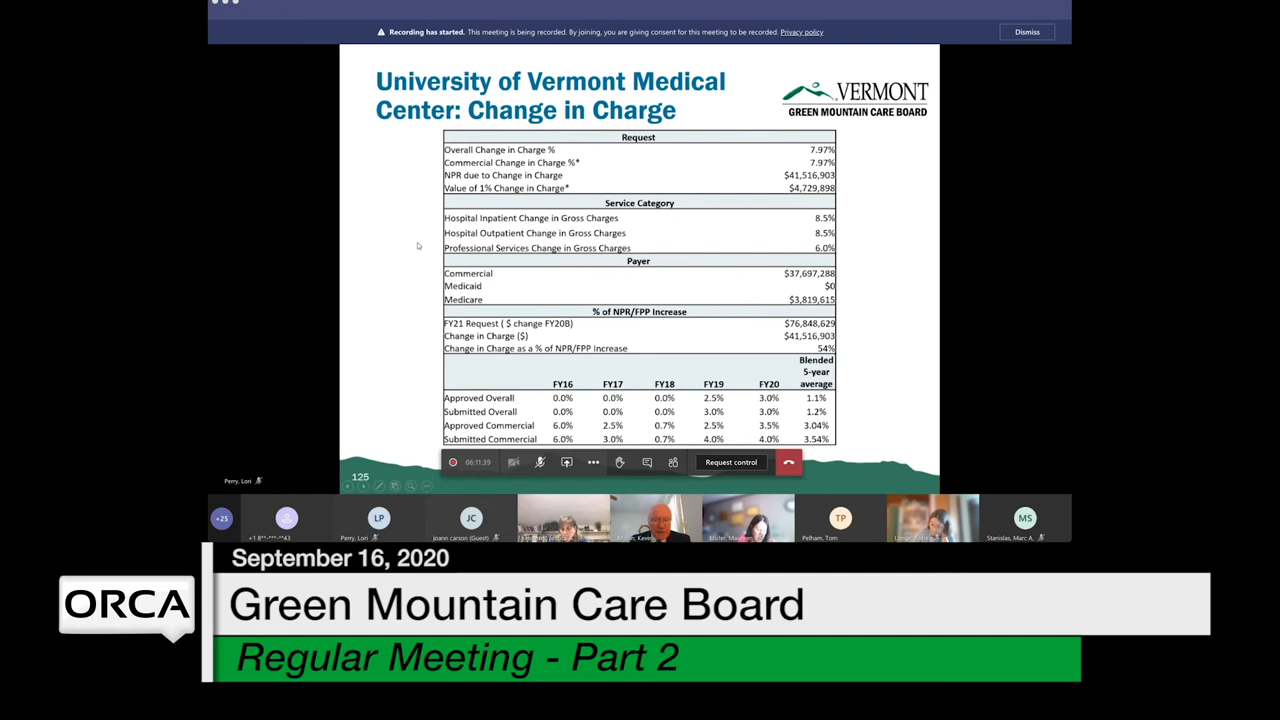 Recording has started. This meeting is being recorded. By joining, you are giving consent for this meeting to be recorded. Privacy policy
Dismiss
University of Vermont Medical
Center: Change in Charge
VERMONT
GREEN MOUNTAIN CARE BOARD
Request
Overall Change in Charge % 7.97%
Commercial Change in Charge %* 7.97%
NPR due to Change in Charge $41,516,903
Value of 1% Change in Charge* $4,729,898
Service Category
Hospital Inpatient Change in Gross Charges 8.5%
Hospital Outpatient Change in Gross Charges 8.5%
Professional Services Change in Gross Charges 6.0%
Payer
Commercial $37,697,288
Medicaid $0
Medicare $3,819,615
% of NPR/FPP Increase
FY21 Request ( $ change FY20B) $76,848,629
Change in Charge ($) $41,516,903
Change in Charge as a % of NPR/FPP Increase 54%
FY16 FY17 FY18 FY19 FY20 Blended 5-year average
Approved Overall 0.0% 0.0% 0.0% 2.5% 3.0% 1.1%
Submitted Overall 0.0% 0.0% 0.0% 3.0% 3.0% 1.2%
Approved Commercial 6.0% 2.5% 0.7% 2.5% 3.5% 3.04%
Submitted Commercial 6.0% 3.0% 0.7% 4.0% 4.0% 3.54%
06:11:39
Request control
125
Perry, Lori
+25
LP
JC
TP
MS
Perry, Lori
joann carson (Guest)
Pelham, Tom
Stanislas, Marc A.
September 16, 2020
ORCA
Green Mountain Care Board
Regular Meeting - Part 2